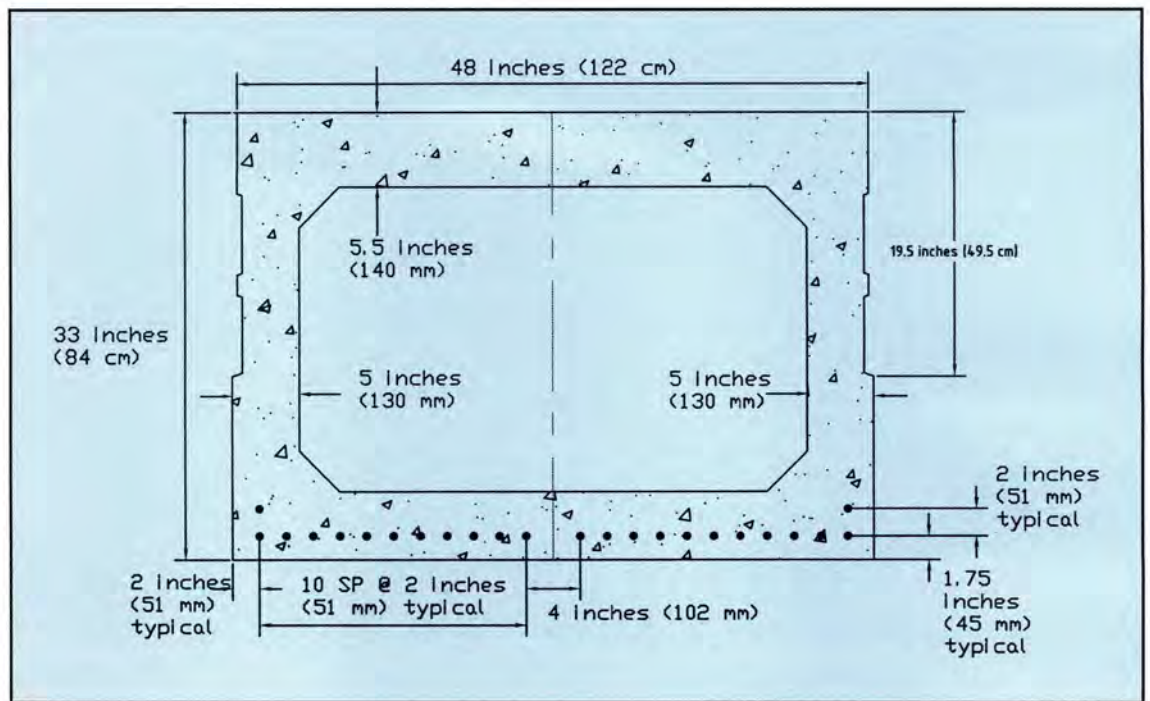 48 Inches (122 cm)
5.5 Inches
(140 mm)
19.5 inches (49.5 cm)
33 Inches
(84 cm)
5 Inches
(130 mm)
5 Inches
(130 mm)
2 Inches
(51 mm)
typical
2 Inches
(51 mm)
typical
10 SP @ 2 Inches
(51 mm) typical
4 Inches (102 mm)
1.75
Inches
(45 mm)
typical